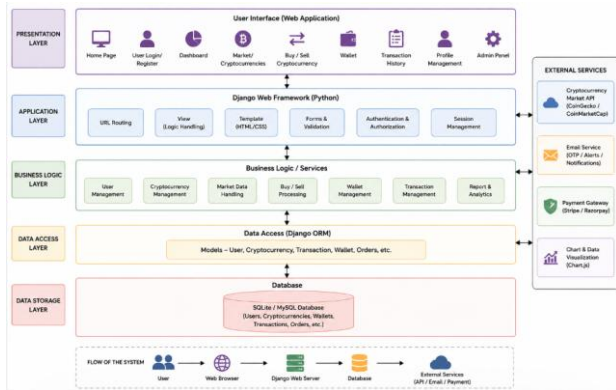 PRESENTATION
LAYER
User Interface (Web Application)
Home Page
User Login/
Register
Dashboard
Market/
Cryptocurrencies
Buy / Sell
Cryptocurrency
Wallet
Transaction
History
Profile
Management
Admin Panel
APPLICATION
LAYER
Django Web Framework (Python)
URL Routing
View
(Logic Handling)
Template
(HTML/CSS)
Forms &
Validation
Authentication &
Authorization
Session
Management
BUSINESS LOGIC
LAYER
Business Logic / Services
User
Management
Cryptocurrency
Management
Market Data
Handling
Buy / Sell
Processing
Wallet
Management
Transaction
Management
Report &
Analytics
DATA ACCESS
LAYER
Data Access (Django ORM)
Models – User, Cryptocurrency, Transaction, Wallet, Orders, etc.
DATA STORAGE
LAYER
Database
SQLite / MySQL Database
(Users, Cryptocurrencies, Wallets,
Transactions, Orders, etc.)
EXTERNAL SERVICES
Cryptocurrency
Market API
(CoinGecko /
CoinMarketCap)
Email Service
(OTP / Alerts /
Notifications)
Payment Gateway
(Stripe / Razorpay)
Chart & Data
Visualization
(Chart.js)
FLOW OF THE SYSTEM
User
Web Browser
Django Web Server
Database
External Services
(API / Email / Payment)